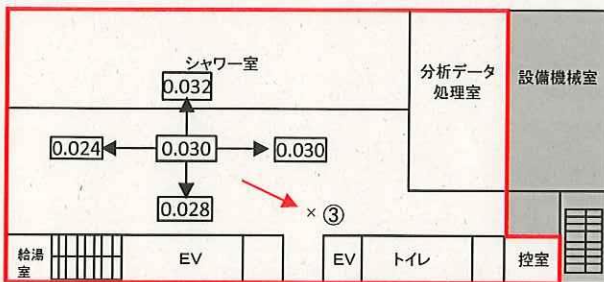 シャワー室
0.032
分析データ
処理室
設備機械室
0.024
0.030
0.030
0.028
× ③
給湯
室
EV
EV
トイレ
控室